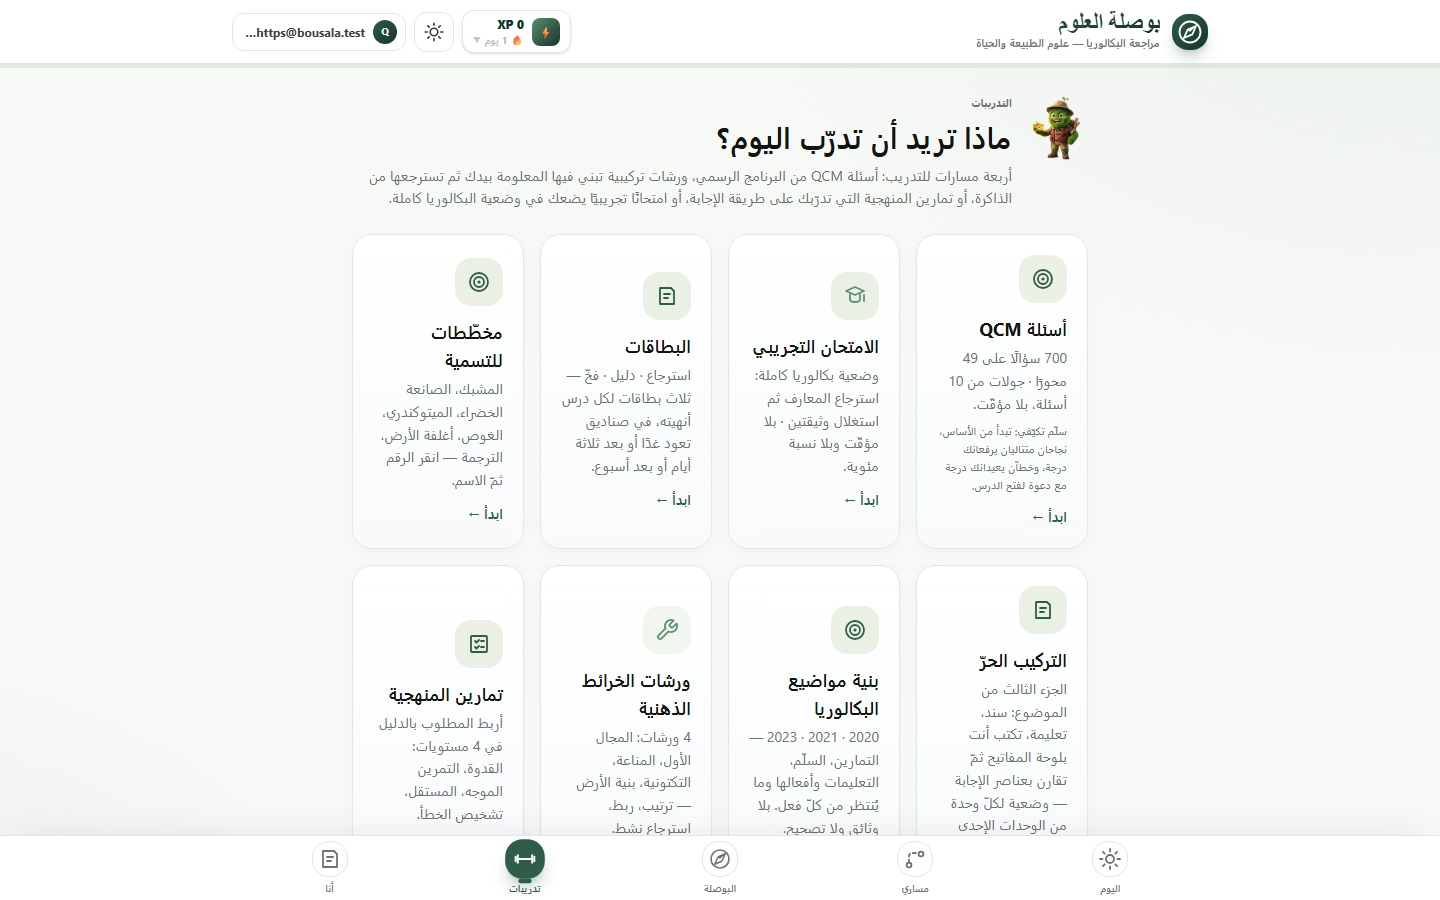 بوصلة العلوم
مراجعة البكالوريا — علوم الطبيعة والحياة
XP 0
1 يوم
Q
https@bousala.test...
التدريبات
ماذا تريد أن تدرّب اليوم؟
أربعة مسارات للتدريب: أسئلة QCM من البرنامج الرسمي، ورشات تركيبية تبني فيها المعلومة بيدك ثم تسترجعها من
الذاكرة، أو تمارين المنهجية التي تدرّبك على طريقة الإجابة، أو امتحانًا تجريبيًا يضعك في وضعية البكالوريا كاملة.
أسئلة QCM
700 سؤالًا على 49
محورًا · جولات من 10
أسئلة، بلا مؤقّت.
سلّم تكيّفي: تبدأ من الأساس،
نجاحان متتاليان يرفعانك
درجة، وخطآن يعيدانك درجة
مع دعوة لفتح الدرس.
ابدأ ←
الامتحان التجريبي
وضعية بكالوريا كاملة:
استرجاع المعارف ثم
استغلال وثيقتين · بلا
مؤقّت وبلا نسبة
مئوية.
ابدأ ←
البطاقات
استرجاع · دليل · فخّ —
ثلاث بطاقات لكل درس
أنهيته، في صناديق
تعود غدًا أو بعد ثلاثة
أيام أو بعد أسبوع.
ابدأ ←
مخطّطات
للتسمية
المشبك، الصانعة
الخضراء، الميتوكندري،
الغوص، أغلفة الأرض،
الترجمة — انقر الرقم
ثمّ الاسم.
ابدأ ←
التركيب الحرّ
الجزء الثالث من
الموضوع: سند،
تعليمة، تكتب أنت
بلوحة المفاتيح ثمّ
تقارن بعناصر الإجابة
— وضعية لكلّ وحدة
من الوحدات الإحدى
بنية مواضيع
البكالوريا
2020 · 2021 · 2023 —
التمارين، السلّم،
التعليمات وأفعالها وما
يُنتظر من كلّ فعل. بلا
وثائق ولا تصحيح.
ورشات الخرائط
الذهنية
4 ورشات: المجال
الأول، المناعة،
التكتونية، بنية الأرض
— ترتيب، ربط،
استرجاع نشط.
تمارين المنهجية
أربط المطلوب بالدليل
في 4 مستويات:
القدوة، التمرين
الموجه، المستقل،
تشخيص الخطأ.
اليوم
مساري
البوصلة
تدريبات
أنا